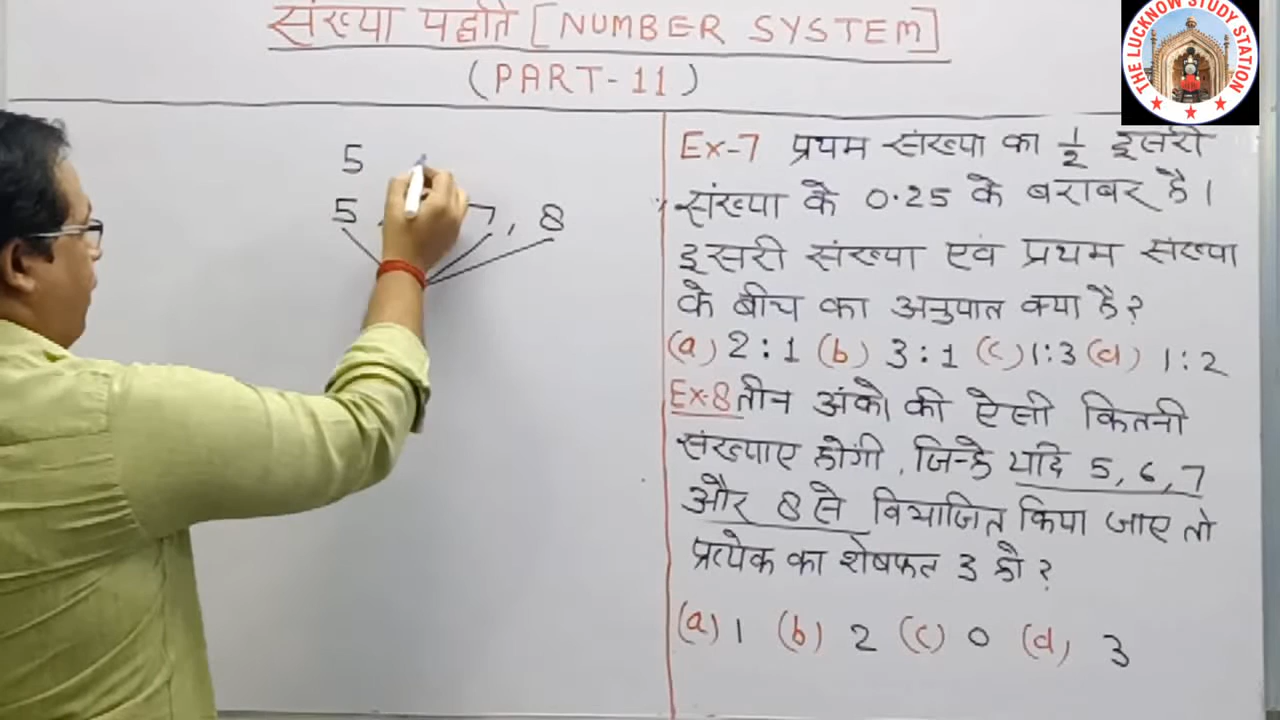 संख्या पद्धति [NUMBER SYSTEM]
(PART-11)
THE LUCKNOW STUDY STATION
5
5 7, 8
Ex-7 प्रथम संख्या का 1/2 दूसरी
संख्या के 0.25 के बराबर है।
दूसरी संख्या एवं प्रथम संख्या
के बीच का अनुपात क्या है?
(a) 2:1 (b) 3:1 (c) 1:3 (d) 1:2
Ex-8 तीन अंको की ऐसी कितनी
संख्याए होगी, जिन्हे यदि 5, 6, 7
और 8 से विभाजित किया जाए तो
प्रत्येक का शेषफल 3 हो?
(a) 1 (b) 2 (c) 0 (d) 3